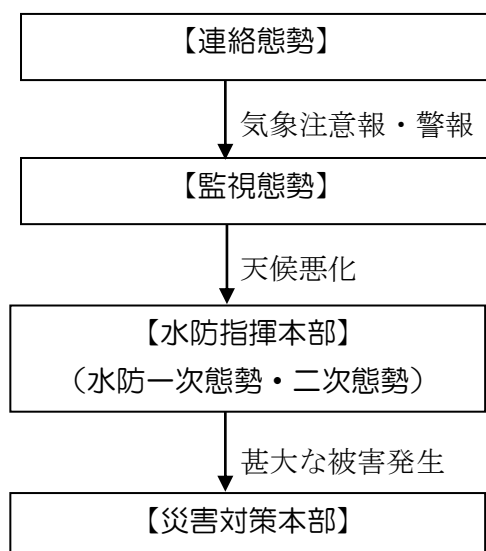 【連絡態勢】
気象注意報・警報
【監視態勢】
天候悪化
【水防指揮本部】
（水防一次態勢・二次態勢）
甚大な被害発生
【災害対策本部】